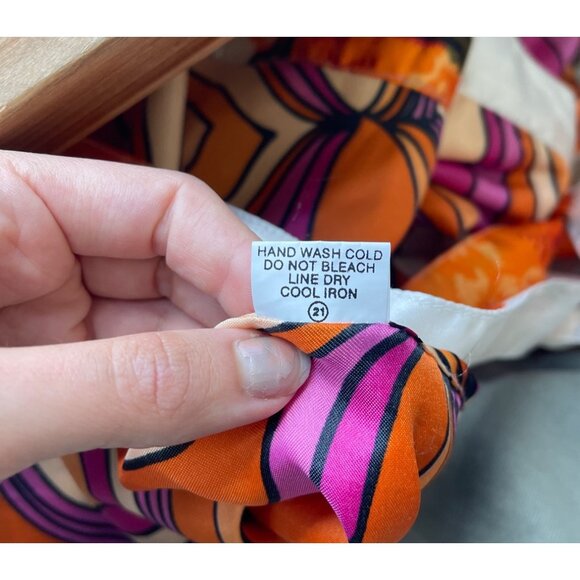 HAND WASH COLD
DO NOT BLEACH
LINE DRY
COOL IRON
21